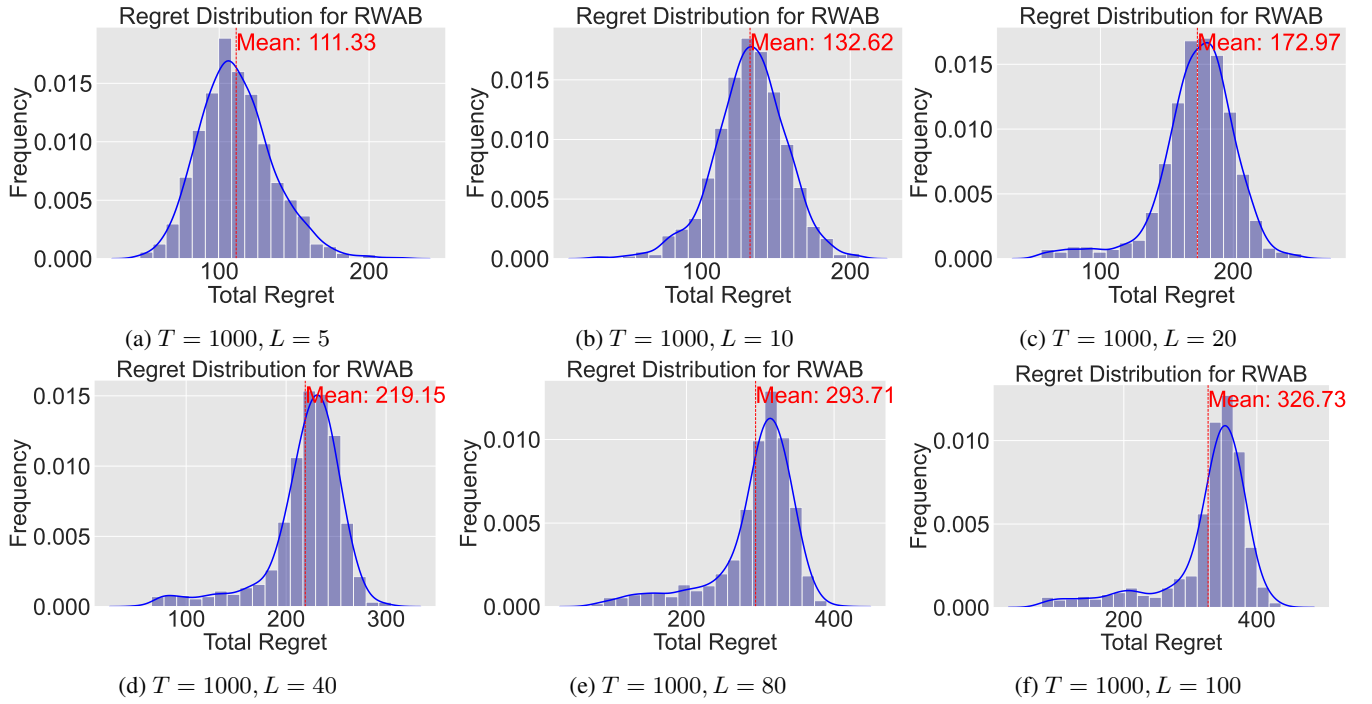 Regret Distribution for RWAB
Mean: 111.33
Frequency
0.015
0.010
0.005
0.000
100
200
Total Regret
(a) T = 1000, L = 5
Regret Distribution for RWAB
Mean: 132.62
Frequency
0.015
0.010
0.005
0.000
100
200
Total Regret
(b) T = 1000, L = 10
Regret Distribution for RWAB
Mean: 172.97
Frequency
0.015
0.010
0.005
0.000
100
200
Total Regret
(c) T = 1000, L = 20
Regret Distribution for RWAB
Mean: 219.15
Frequency
0.015
0.010
0.005
0.000
100
200
300
Total Regret
(d) T = 1000, L = 40
Regret Distribution for RWAB
Mean: 293.71
Frequency
0.010
0.005
0.000
200
400
Total Regret
(e) T = 1000, L = 80
Regret Distribution for RWAB
Mean: 326.73
Frequency
0.010
0.005
0.000
200
400
Total Regret
(f) T = 1000, L = 100